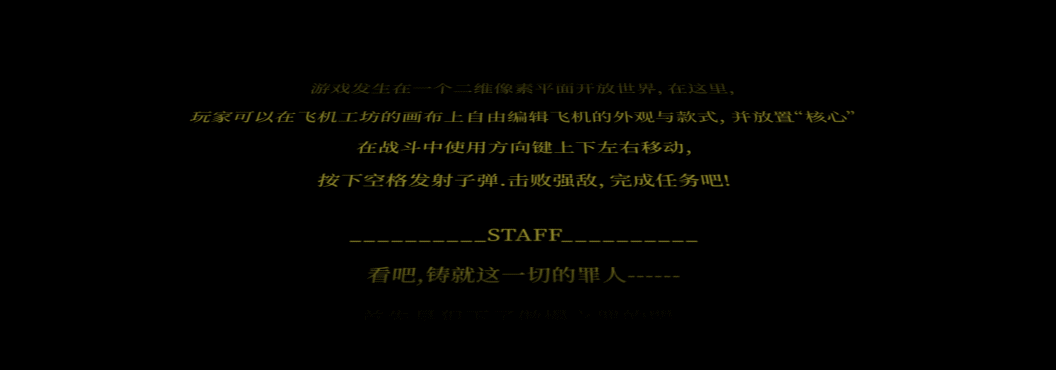 游戏发生在一个二维像素平面开放世界, 在这里,
玩家可以在飞机工坊的画布上自由编辑飞机的外观与款式, 并放置“核心”
在战斗中使用方向键上下左右移动,
按下空格发射子弹.击败强敌, 完成任务吧!
__________STAFF__________
看吧,铸就这一切的罪人------